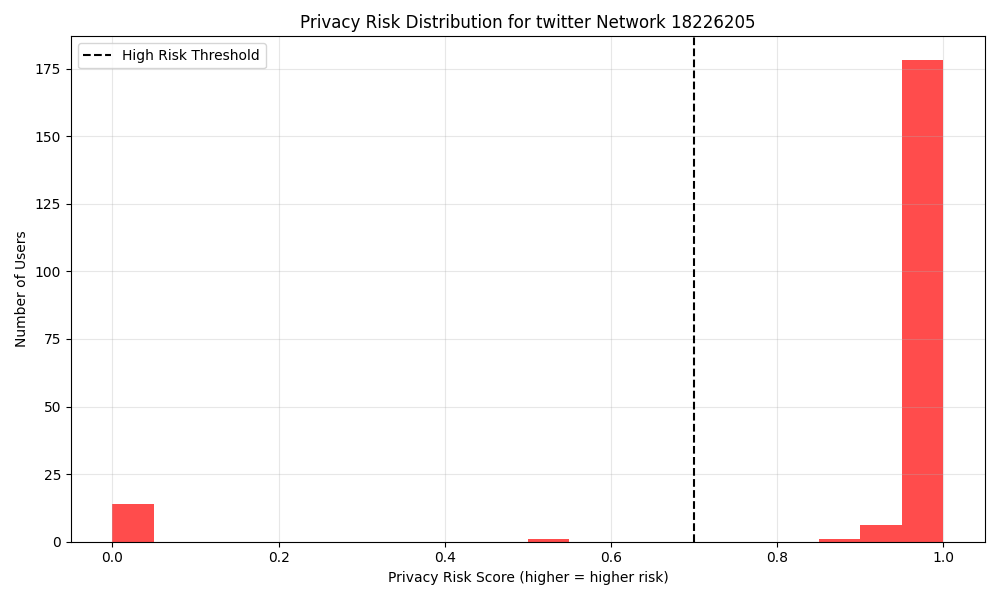 Privacy Risk Distribution for twitter Network 18226205
High Risk Threshold
175
150
125
100
75
50
25
0
Number of Users
0.0 0.2 0.4 0.6 0.8 1.0
Privacy Risk Score (higher = higher risk)